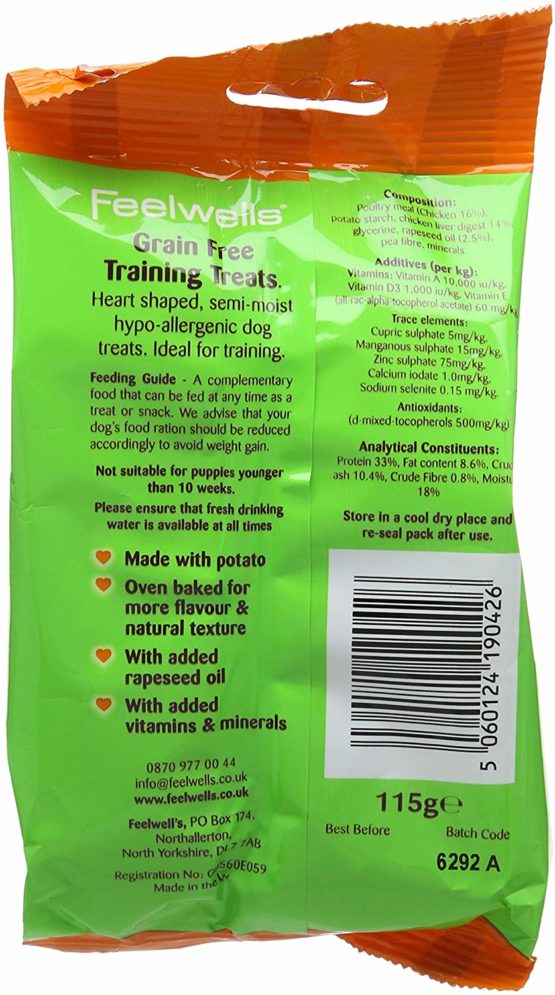 Feelwells®
Grain Free
Training Treats.
Heart shaped, semi-moist
hypo-allergenic dog
treats. Ideal for training.
Feeding Guide - A complementary
food that can be fed at any time as a
treat or snack. We advise that your
dog's food ration should be reduced
accordingly to avoid weight gain.
Not suitable for puppies younger
than 10 weeks.
Please ensure that fresh drinking
water is available at all times
Made with potato
Oven baked for
more flavour &
natural texture
With added
rapeseed oil
With added
vitamins & minerals
0870 977 00 44
info@feelwells.co.uk
www.feelwells.co.uk
Feelwell's, PO Box 174,
Northallerton,
North Yorkshire, DL7 7AB
Registration No: 560E059
Made in the
Composition:
Poultry meal (Chicken 16%),
potato starch, chicken liver digest 14%,
glycerine, rapeseed oil (2.5%),
pea fibre, minerals.
Additives (per kg):
Vitamins: Vitamin A 10,000 iu/kg,
Vitamin D3 1,000 iu/kg, Vitamin E
(all-rac-alpha-tocopherol acetate) 60 mg/kg
Trace elements:
Cupric sulphate 5mg/kg,
Manganous sulphate 15mg/kg,
Zinc sulphate 75mg/kg,
Calcium iodate 1.0mg/kg,
Sodium selenite 0.15 mg/kg.
Antioxidants:
(d-mixed-tocopherols 500mg/kg)
Analytical Constituents:
Protein 33%, Fat content 8.6%, Crud
ash 10.4%, Crude Fibre 0.8%, Moistu
18%
Store in a cool dry place and
re-seal pack after use.
5 060124 190426
115g℮
Best Before
Batch Code
6292 A